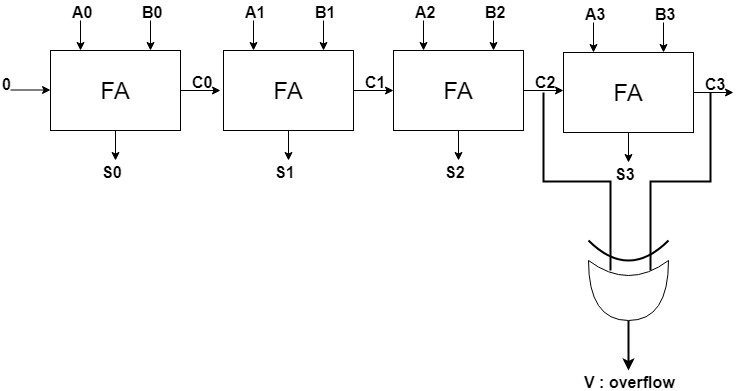 A0 B0 A1 B1 A2 B2 A3 B3
0 FA C0 FA C1 FA C2 FA C3
S0 S1 S2 S3
V : overflow